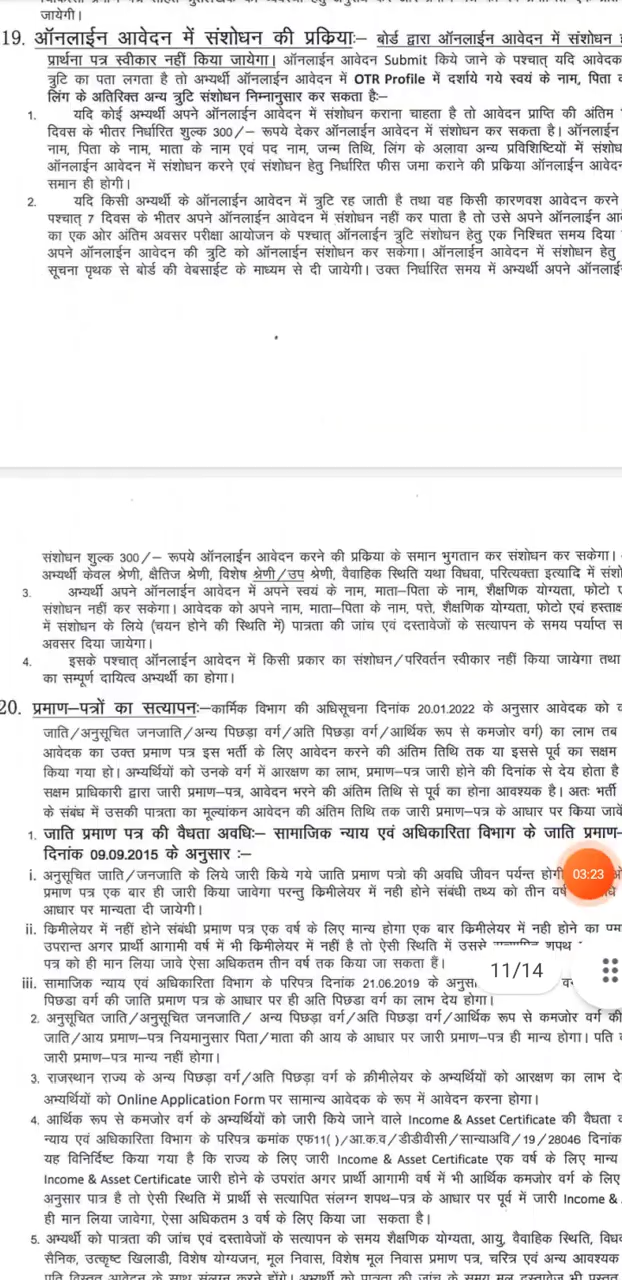 जायेगी।
19. ऑनलाईन आवेदन में संशोधन की प्रक्रियाः– बोर्ड द्वारा ऑनलाईन आवेदन में संशोधन
प्रार्थना पत्र स्वीकार नहीं किया जायेगा। ऑनलाईन आवेदन Submit किये जाने के पश्चात् यदि आवेदक
त्रुटि का पता लगता है तो अभ्यर्थी ऑनलाईन आवेदन में OTR Profile में दर्शाये गये स्वयं के नाम, पिता
लिंग के अतिरिक्त अन्य त्रुटि संशोधन निम्नानुसार कर सकता हैः–
1. यदि कोई अभ्यर्थी अपने ऑनलाईन आवेदन में संशोधन कराना चाहता है तो आवेदन प्राप्ति की अंतिम
दिवस के भीतर निर्धारित शुल्क 300/– रूपये देकर ऑनलाईन आवेदन में संशोधन कर सकता है। ऑनलाईन
नाम, पिता के नाम, माता के नाम एवं पद नाम, जन्म तिथि, लिंग के अलावा अन्य प्रविशिष्टियों में संशोध
ऑनलाईन आवेदन में संशोधन करने एवं संशोधन हेतु निर्धारित फीस जमा कराने की प्रकिया ऑनलाईन आवेदन
समान ही होगी।
2. यदि किसी अभ्यर्थी के ऑनलाईन आवेदन में त्रुटि रह जाती है तथा वह किसी कारणवश आवेदन करने
पश्चात् 7 दिवस के भीतर अपने ऑनलाईन आवेदन में संशोधन नहीं कर पाता है तो उसे अपने ऑनलाईन आ
का एक ओर अंतिम अवसर परीक्षा आयोजन के पश्चात् ऑनलाईन त्रुटि संशोधन हेतु एक निश्चित समय दिया
अपने ऑनलाईन आवेदन की त्रुटि को ऑनलाईन संशोधन कर सकेगा। ऑनलाईन आवेदन में संशोधन हेतु
सूचना पृथक से बोर्ड की वेबसाईट के माध्यम से दी जायेगी। उक्त निर्धारित समय में अभ्यर्थी अपने ऑनलाई
संशोधन शुल्क 300/– रूपये ऑनलाईन आवेदन करने की प्रकिया के समान भुगतान कर संशोधन कर सकेगा।
अभ्यर्थी केवल श्रेणी, क्षैतिज श्रेणी, विशेष श्रेणी/उप श्रेणी, वैवाहिक स्थिति यथा विधवा, परित्यक्ता इत्यादि में संशो
3. अभ्यर्थी अपने ऑनलाईन आवेदन में अपने स्वयं के नाम, माता–पिता के नाम, शैक्षणिक योग्यता, फोटो ए
संशोधन नहीं कर सकेगा। आवेदक को अपने नाम, माता–पिता के नाम, पत्ते, शैक्षणिक योग्यता, फोटो एवं हस्ताक्ष
में संशोधन के लिये (चयन होने की स्थिति में) पात्रता की जांच एवं दस्तावेजों के सत्यापन के समय पर्याप्त स
अवसर दिया जायेगा।
4. इसके पश्चात् ऑनलाईन आवेदन में किसी प्रकार का संशोधन/परिवर्तन स्वीकार नहीं किया जायेगा तथा
का सम्पूर्ण दायित्व अभ्यर्थी का होगा।
20. प्रमाण–पत्रों का सत्यापनः–कार्मिक विभाग की अधिसूचना दिनांक 20.01.2022 के अनुसार आवेदक को
जाति/अनुसूचित जनजाति/अन्य पिछड़ा वर्ग/अति पिछड़ा वर्ग/आर्थिक रूप से कमजोर वर्ग) का लाभ तब
आवेदक का उक्त प्रमाण पत्र इस भर्ती के लिए आवेदन करने की अंतिम तिथि तक या इससे पूर्व का सक्षम
किया गया हो। अभ्यर्थियों को उनके वर्ग में आरक्षण का लाभ, प्रमाण–पत्र जारी होने की दिनांक से देय होता है
सक्षम प्राधिकारी द्वारा जारी प्रमाण–पत्र, आवेदन भरने की अंतिम तिथि से पूर्व का होना आवश्यक है। अतः भर्ती
के संबंध में उसकी पात्रता का मूल्यांकन आवेदन की अंतिम तिथि तक जारी प्रमाण–पत्र के आधार पर किया जावे
1. जाति प्रमाण पत्र की वैधता अवधिः– सामाजिक न्याय एवं अधिकारिता विभाग के जाति प्रमाण–
दिनांक 09.09.2015 के अनुसार :–
i. अनुसूचित जाति/जनजाति के लिये जारी किये गये जाति प्रमाण पत्रो की अवधि जीवन पर्यन्त होगी 03:23
प्रमाण पत्र एक बार ही जारी किया जावेगा परन्तु क्रिमीलेयर में नही होने संबंधी तथ्य को तीन वर्ष
आधार पर मान्यता दी जायेगी।
ii. क्रिमीलेयर में नहीं होने संबंधी प्रमाण पत्र एक वर्ष के लिए मान्य होगा एक बार क्रिमीलेयर में नही होने का
उपरान्त अगर प्रार्थी आगामी वर्ष में भी क्रिमीलेयर में नहीं है तो ऐसी स्थिति में उससे शपथ
पत्र को ही मान लिया जावे ऐसा अधिकतम तीन वर्ष तक किया जा सकता हैं।
11/14
iii. सामाजिक न्याय एवं अधिकारिता विभाग के परिपत्र दिनांक 21.06.2019 के अनुस
पिछडा वर्ग की जाति प्रमाण पत्र के आधार पर ही अति पिछडा वर्ग का लाभ देय होगा।
2. अनुसूचित जाति/अनुसूचित जनजाति/ अन्य पिछड़ा वर्ग/अति पिछड़ा वर्ग/आर्थिक रूप से कमजोर वर्ग की
जाति/आय प्रमाण–पत्र नियमानुसार पिता/माता की आय के आधार पर जारी प्रमाण–पत्र ही मान्य होगा। पति
जारी प्रमाण–पत्र मान्य नहीं होगा।
3. राजस्थान राज्य के अन्य पिछड़ा वर्ग/अति पिछड़ा वर्ग के क्रीमीलेयर के अभ्यर्थियों को आरक्षण का लाभ दे
अभ्यर्थियों को Online Application Form पर सामान्य आवेदक के रूप में आवेदन करना होगा।
4. आर्थिक रूप से कमजोर वर्ग के अभ्यर्थियों को जारी किये जाने वाले Income & Asset Certificate की वैधता
न्याय एवं अधिकारिता विभाग के परिपत्र कमांक एफ11( )/आ.क.व/डीडीवीसी/सान्याअवि/19/28046 दिनांक
यह विनिर्दिष्ट किया गया है कि राज्य के लिए जारी Income & Asset Certificate एक वर्ष के लिए मान्य
Income & Asset Certificate जारी होने के उपरांत अगर प्रार्थी आगामी वर्ष में भी आर्थिक कमजोर वर्ग के लिए
अनुसार पात्र है तो ऐसी स्थिति में प्रार्थी से सत्यापित संलग्न शपथ–पत्र के आधार पर पूर्व में जारी Income &
ही मान लिया जावेगा, ऐसा अधिकतम 3 वर्ष के लिए किया जा सकता है।
5. अभ्यर्थी को पात्रता की जांच एवं दस्तावेजों के सत्यापन के समय शैक्षणिक योग्यता, आयु, वैवाहिक स्थिति, विध
सैनिक, उत्कृष्ट खिलाडी, विशेष योग्यजन, मूल निवास, विशेष मूल निवास प्रमाण पत्र, चरित्र एवं अन्य आवश्यक